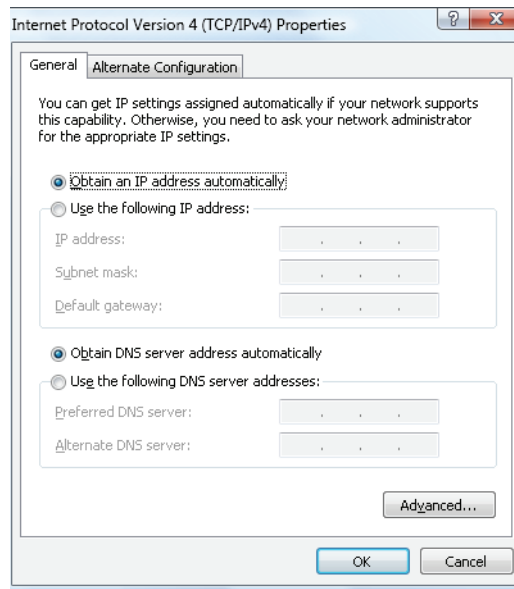 Internet Protocol Version 4 (TCP/IPv4) Properties
General
Alternate Configuration
You can get IP settings assigned automatically if your network supports
this capability. Otherwise, you need to ask your network administrator
for the appropriate IP settings.
Obtain an IP address automatically
Use the following IP address:
IP address:
Subnet mask:
Default gateway:
Obtain DNS server address automatically
Use the following DNS server addresses:
Preferred DNS server:
Alternate DNS server:
Advanced...
OK
Cancel